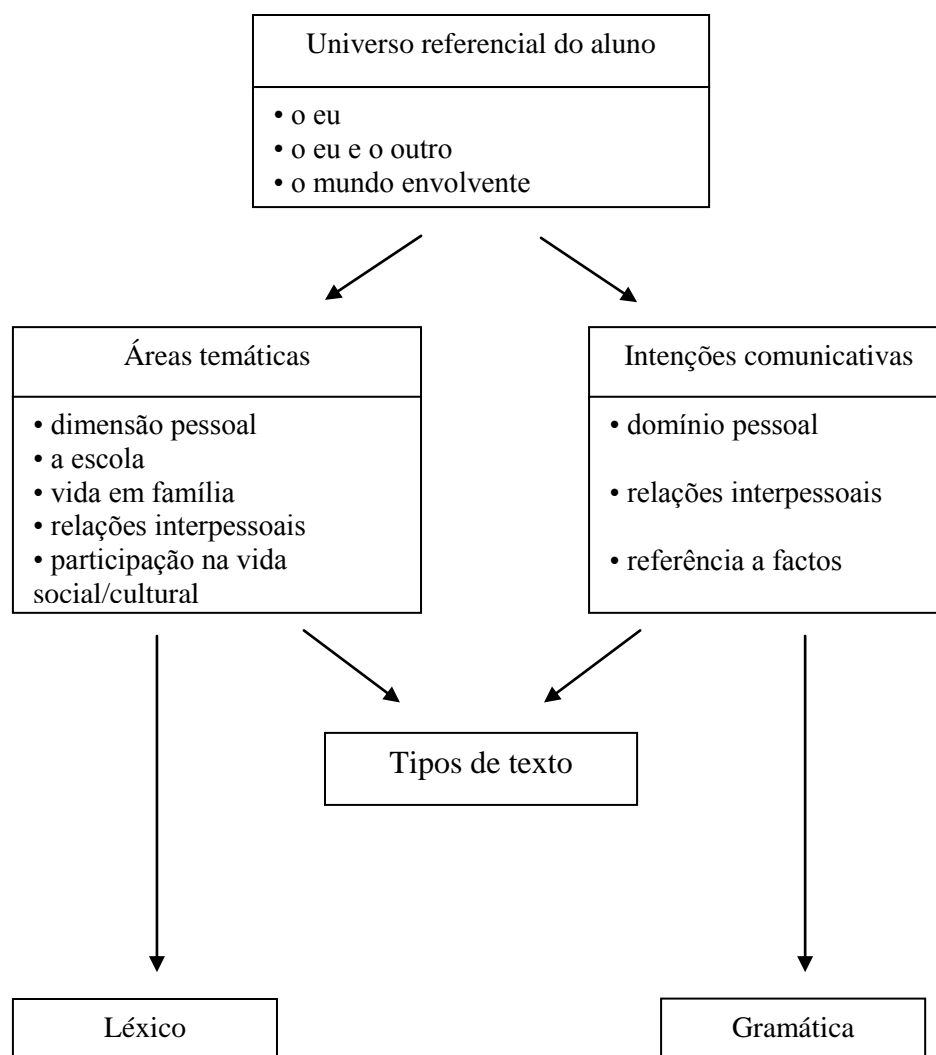 Universo referencial do aluno
• o eu
• o eu e o outro
• o mundo envolvente
Áreas temáticas
• dimensão pessoal
• a escola
• vida em família
• relações interpessoais
• participação na vida
social/cultural
Intenções comunicativas
• domínio pessoal
• relações interpessoais
• referência a factos
Tipos de texto
Léxico
Gramática